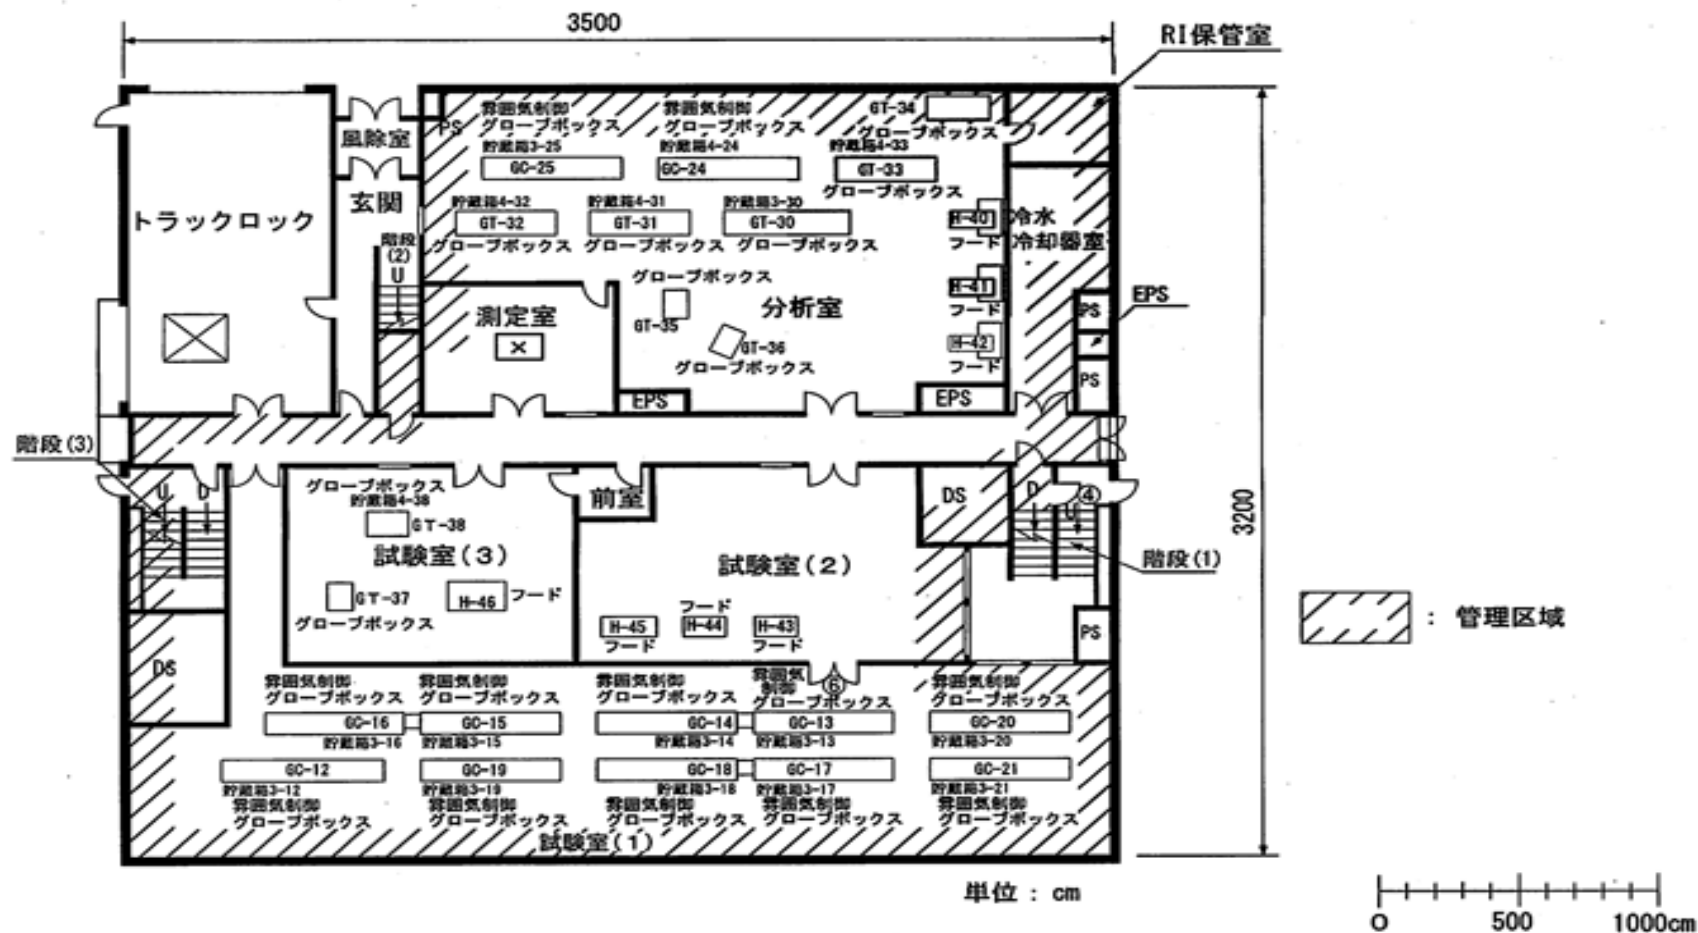 3500
RI保管室
雰囲気制御
グローブボックス
雰囲気制御
グローブボックス
GT-34
グローブボックス
PS
風除室
貯蔵箱3-25
GC-25
貯蔵箱4-24
GC-24
貯蔵箱4-33
GT-33
グローブボックス
トラックロック
玄関
貯蔵箱4-32
GT-32
グローブボックス
貯蔵箱4-31
GT-31
グローブボックス
貯蔵箱3-30
GT-30
グローブボックス
H-40
フード
冷水
冷却器室
階段
(2)
U
グローブボックス
GT-35
分析室
H-41
フード
PS
EPS
測定室
GT-36
グローブボックス
H-42
フード
PS
EPS
EPS
階段(3)
U
D
グローブボックス
貯蔵箱4-38
GT-38
試験室(3)
GT-37
グローブボックス
H-46
フード
前室
試験室(2)
DS
D
④
U
階段(1)
3200
フード
H-45
フード
H-44
H-43
フード
PS
: 管理区域
DS
雰囲気制御
グローブボックス
雰囲気制御
グローブボックス
雰囲気制御
グローブボックス
雰囲気
制御
グローブボックス
⑥
雰囲気制御
グローブボックス
GC-16
GC-15
GC-14
GC-13
GC-20
貯蔵箱3-16
貯蔵箱3-15
貯蔵箱3-14
貯蔵箱3-13
貯蔵箱3-20
GC-12
GC-19
GC-18
GC-17
GC-21
貯蔵箱3-12
貯蔵箱3-19
貯蔵箱3-18
貯蔵箱3-17
貯蔵箱3-21
雰囲気制御
グローブボックス
雰囲気制御
グローブボックス
雰囲気制御
グローブボックス
雰囲気制御
グローブボックス
雰囲気制御
グローブボックス
試験室(1)
単位:cm
0
500
1000cm